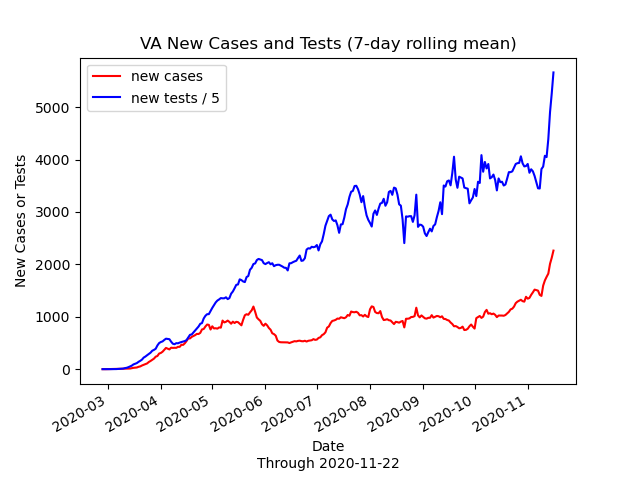 VA New Cases and Tests (7-day rolling mean)
new cases
new tests / 5
New Cases or Tests
5000
4000
3000
2000
1000
0
2020-03
2020-04
2020-05
2020-06
2020-07
2020-08
2020-09
2020-10
2020-11
Date
Through 2020-11-22